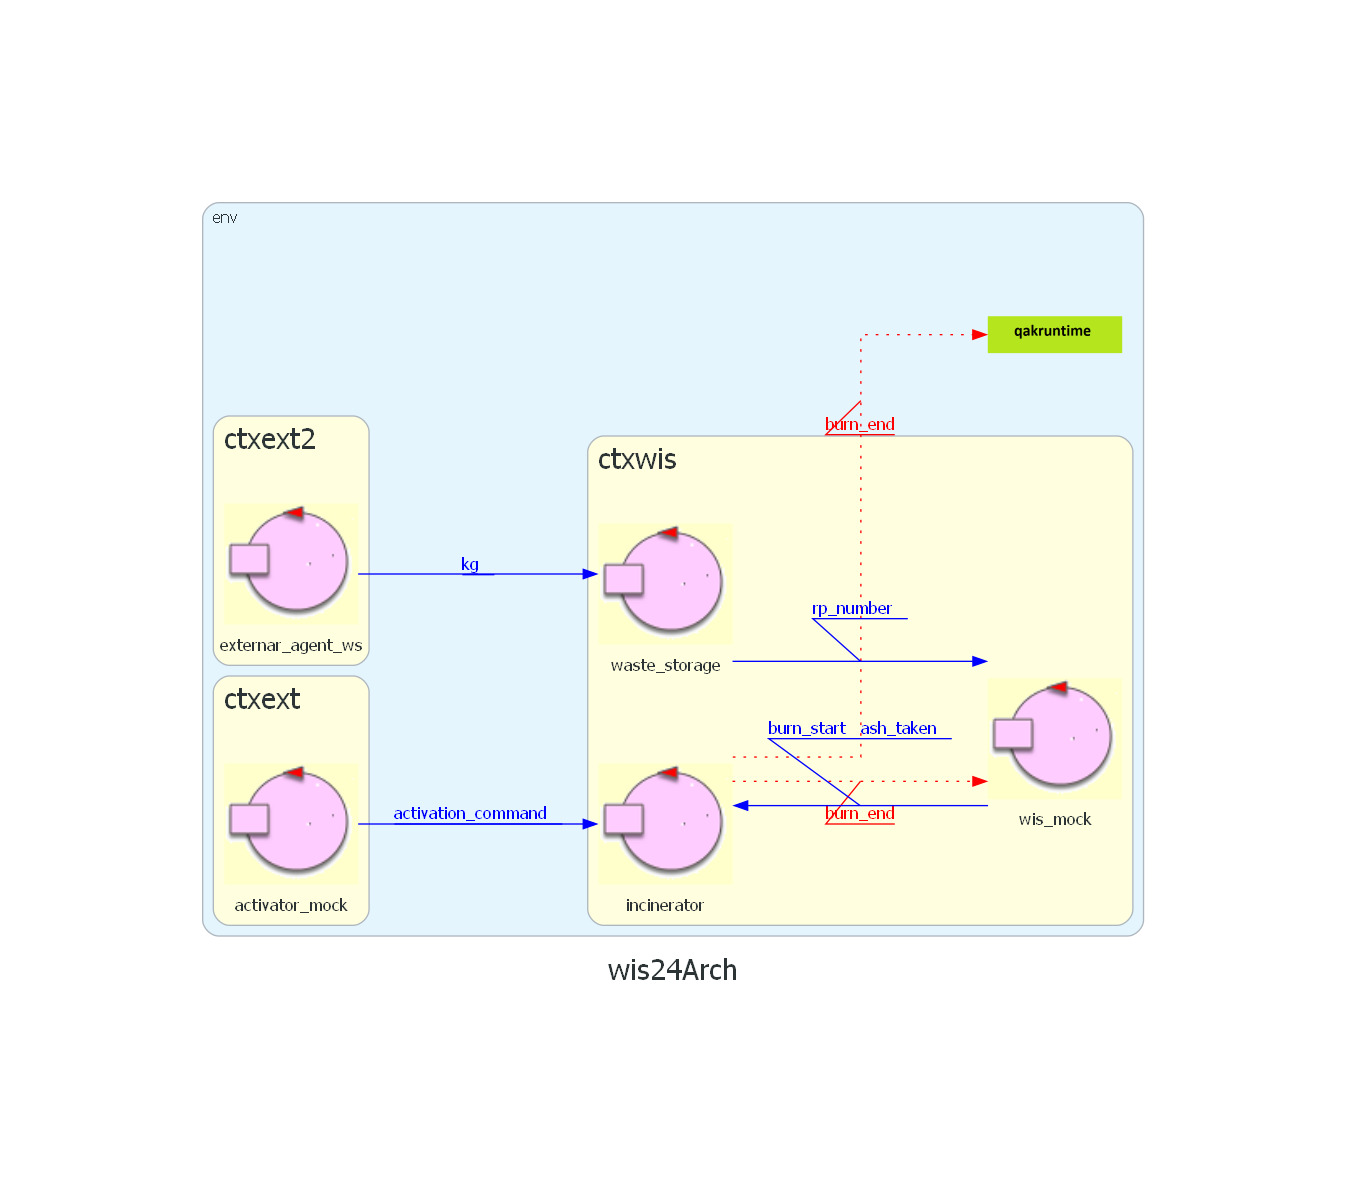 env
qakruntime
burn_end
ctxext2
ctxwis
kg
rp_number
externar_agent_ws
waste_storage
ctxext
burn_start ash_taken
activation_command
burn_end
wis_mock
activator_mock
incinerator
wis24Arch